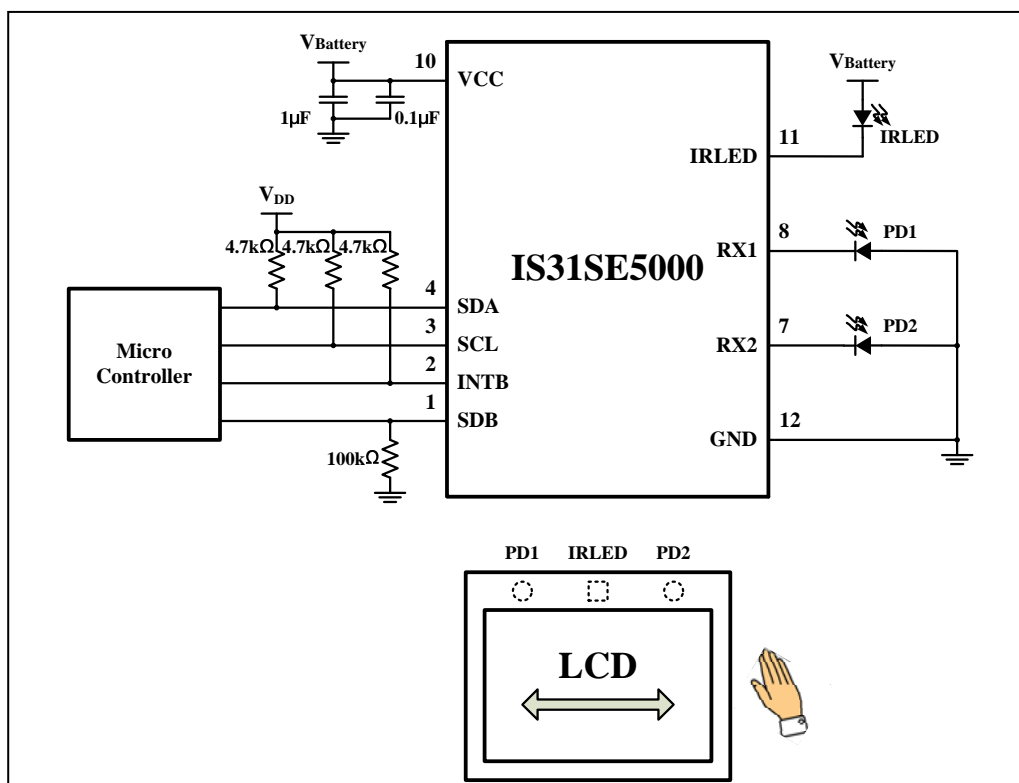 VBattery
10
VCC
1µF
0.1µF
VDD
4.7kΩ 4.7kΩ 4.7kΩ
Micro
Controller
4
SDA
3
SCL
2
INTB
1
SDB
100kΩ
IS31SE5000
VBattery
11
IRLED
IRLED
8
RX1
PD1
7
RX2
PD2
12
GND
PD1 IRLED PD2
LCD